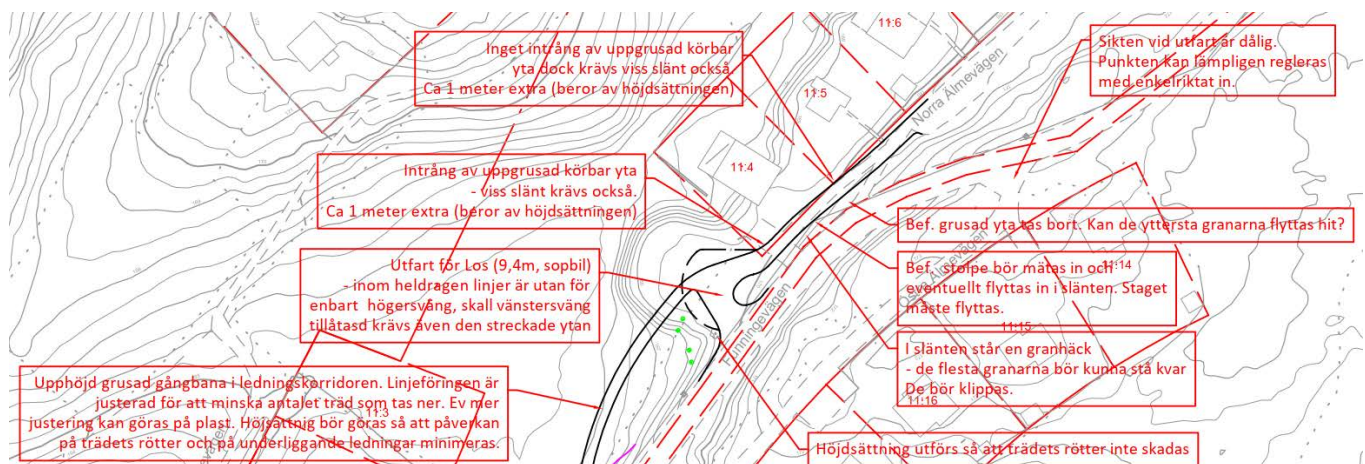 11:6
Inget intrång av uppgrusad körbar
yta dock krävs viss slänt också.
Ca 1 meter extra (beror av höjdsättningen)
Sikten vid utfart är dålig.
Punkten kan lämpligen regleras
med enkelriktat in.
11:5
Norra Älmevägen
11:4
Intrång av uppgrusad körbar yta
- viss slänt krävs också.
Ca 1 meter extra (beror av höjdsättningen)
Bef. grusad yta tas bort. Kan de yttersta granarna flyttas hit?
Utfart för Los (9,4m, sopbil)
- inom heldragen linjer är utan för
enbart högersväng, skall vänstersväng
tillåtasd krävs även den streckade ytan
Bef. stolpe bör mätas in och
eventuellt flyttas in i slänten. Staget
måste flyttas.
11:14
Östra Älmevägen
11:15
I slänten står en granhäck
- de flesta granarna bör kunna stå kvar
De bör klippas.
11:16
Upphöjd grusad gångbana i ledningskorridoren. Linjeföringen är
justerad för att minska antalet träd som tas ner. Ev mer
justering kan göras på plast. Höjsättnig bör göras så att påverkan
på trädets rötter och på underliggande ledningar minimeras.
11:3
Höjdsättning utförs så att trädets rötter inte skadas